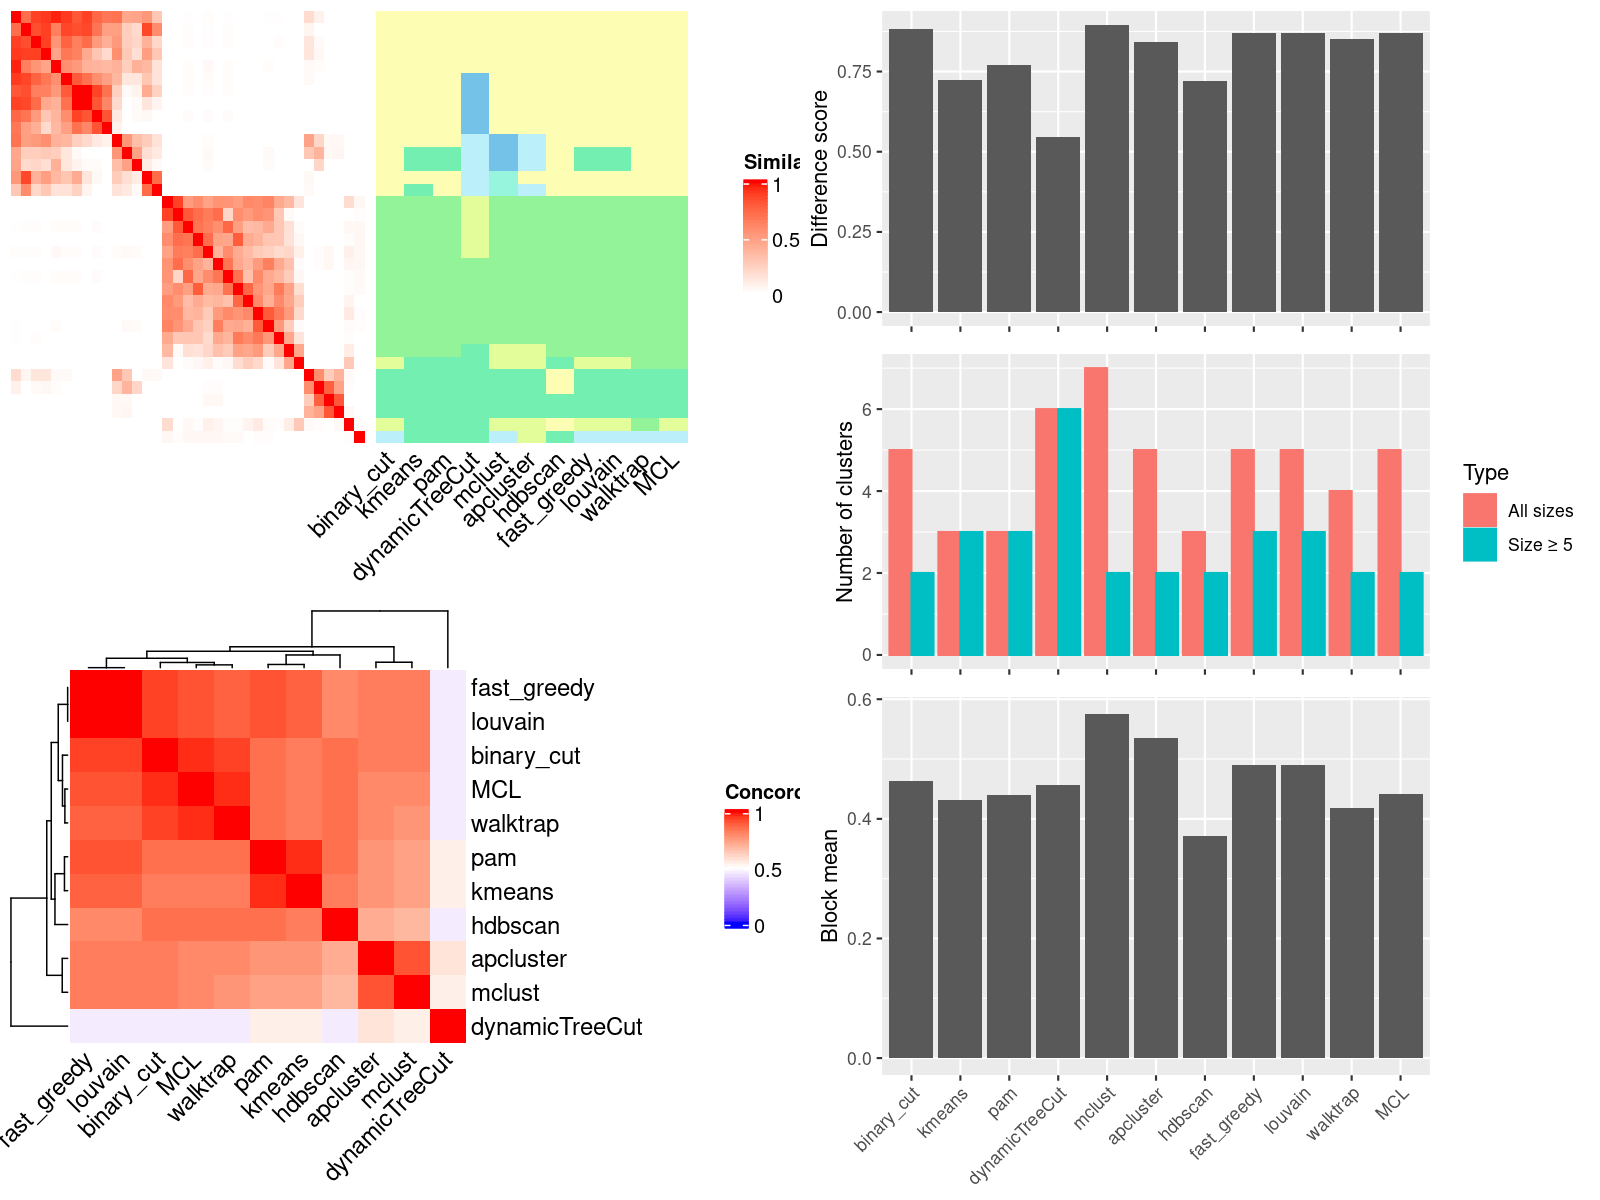 Simila
1
0.5
0
binary_cut
kmeans
pam
dynamicTreeCut
mclust
apcluster
hdbscan
fast_greedy
louvain
walktrap
MCL
Difference score
0.75
0.50
0.25
0.00
Number of clusters
6
4
2
0
Type
All sizes
Size ≥ 5
fast_greedy
louvain
binary_cut
MCL
walktrap
pam
kmeans
hdbscan
apcluster
mclust
dynamicTreeCut
Concord
1
0.5
0
fast_greedy
louvain
binary_cut
MCL
walktrap
pam
kmeans
hdbscan
apcluster
mclust
dynamicTreeCut
Block mean
0.6
0.4
0.2
0.0
binary_cut
kmeans
pam
dynamicTreeCut
mclust
apcluster
hdbscan
fast_greedy
louvain
walktrap
MCL